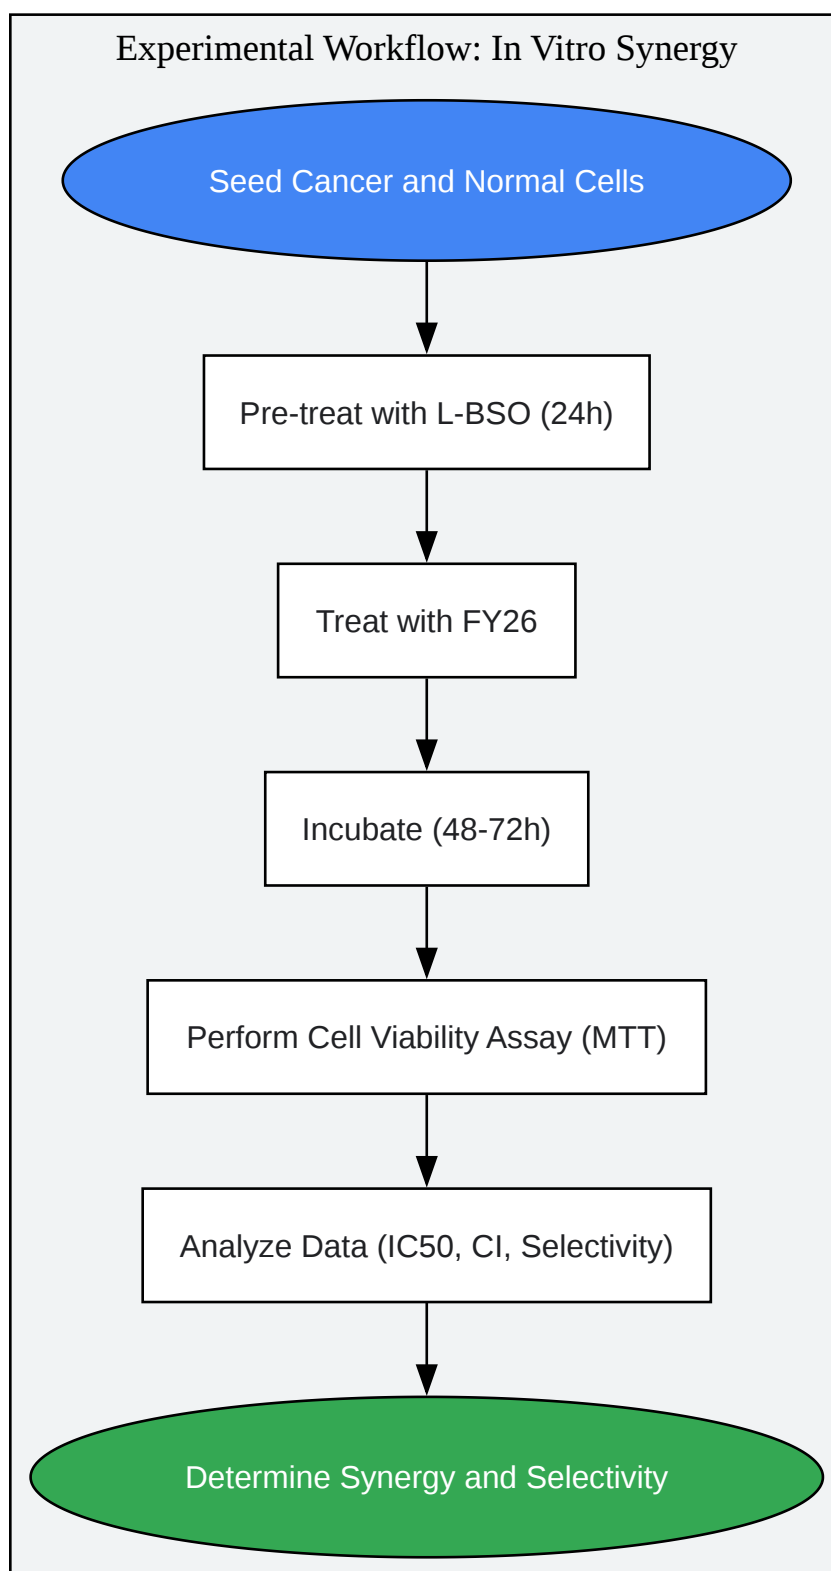 Experimental Workflow: In Vitro Synergy
Seed Cancer and Normal Cells
Pre-treat with L-BSO (24h)
Treat with FY26
Incubate (48-72h)
Perform Cell Viability Assay (MTT)
Analyze Data (IC50, CI, Selectivity)
Determine Synergy and Selectivity